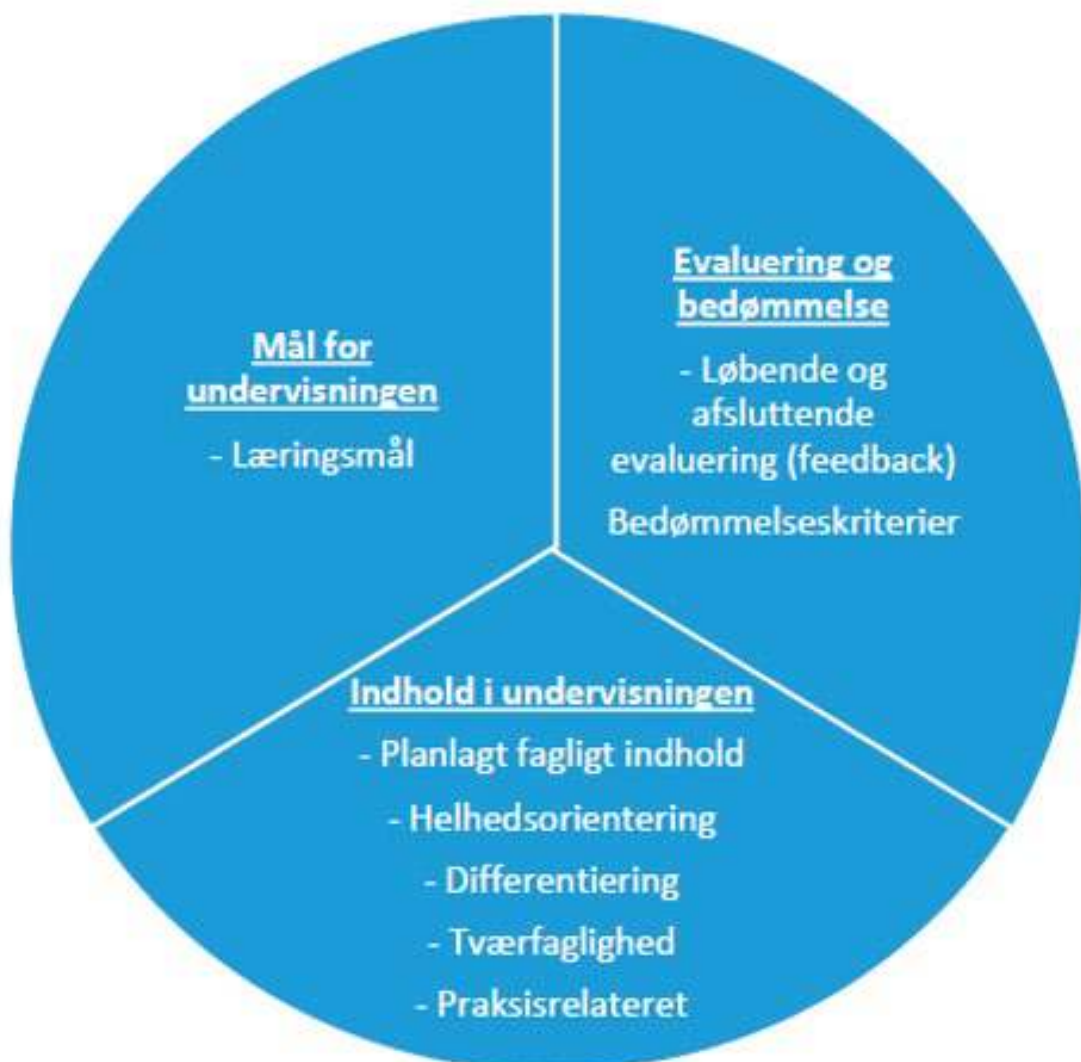 Mål for
undervisningen
- Læringsmål
Evaluering og
bedømmelse
- Løbende og
afsluttende
evaluering (feedback)
Bedømmelseskriterier
Indhold i undervisningen
- Planlagt fagligt indhold
- Helhedsorientering
- Differentiering
- Tværfaglighed
- Praksisrelateret